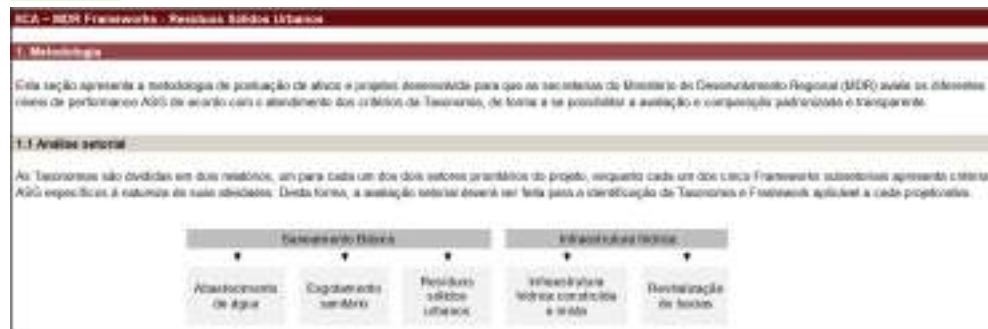 IICA – MDR Frameworks - Resíduos Sólidos Urbanos
1. Metodologia
Esta seção apresenta a metodologia de pontuação de ativos e projetos desenvolvida para que as secretarias do Ministério do Desenvolvimento Regional (MDR) avalie os diferentes
níveis de performance ASG de acordo com o atendimento dos critérios da Taxonomia, de forma a se possibilitar a avaliação e comparação padronizada e transparente.
1.1 Análise setorial
As Taxonomias são divididas em dois relatórios, um para cada um dos dois setores prioritários do projeto, enquanto cada um dos cinco Frameworks subsetoriais apresenta critérios
ASG específicos à natureza de suas atividades. Desta forma, a avaliação setorial deverá ser feita para a identificação da Taxonomia e Framework aplicável a cada projeto/ativo.
Saneamento Básico Infraestrutura hídrica
Abastecimento
de água
Esgotamento
sanitário
Resíduos
sólidos
urbanos
Infraestrutura
hídrica construída
e mista
Revitalização
de bacias